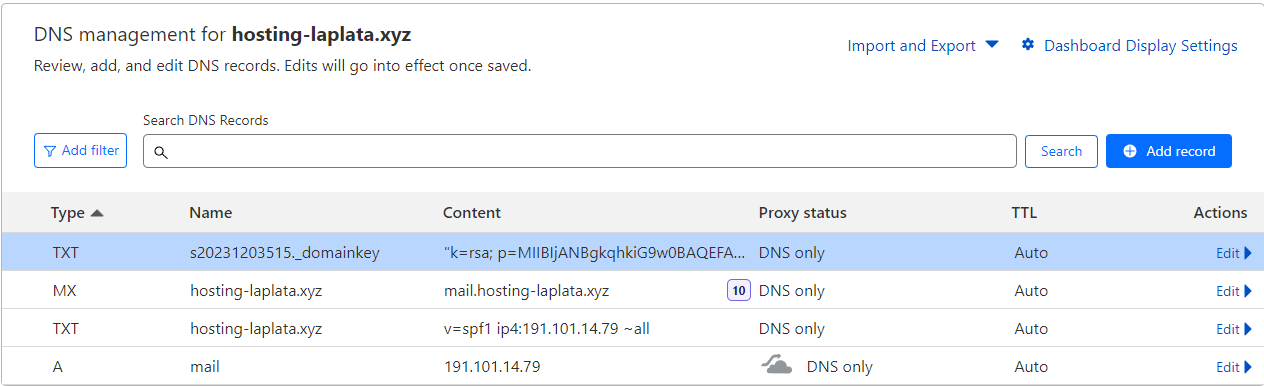 DNS management for hosting-laplata.xyz
Import and Export Dashboard Display Settings
Review, add, and edit DNS records. Edits will go into effect once saved.
Search DNS Records
Add filter Search Add record
Type Name Content Proxy status TTL Actions
TXT s20231203515._domainkey "k=rsa; p=MIIBIjANBgkqhkiG9w0BAQEFA... DNS only Auto Edit
MX hosting-laplata.xyz mail.hosting-laplata.xyz 10 DNS only Auto Edit
TXT hosting-laplata.xyz v=spf1 ip4:191.101.14.79 ~all DNS only Auto Edit
A mail 191.101.14.79 DNS only Auto Edit